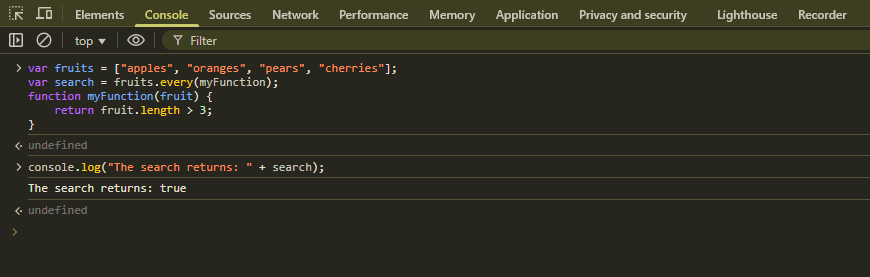 Elements Console Sources Network Performance Memory Application Privacy and security Lighthouse Recorder
top Filter
> var fruits = ["apples", "oranges", "pears", "cherries"];
var search = fruits.every(myFunction);
function myFunction(fruit) {
    return fruit.length > 3;
}
undefined
> console.log("The search returns: " + search);
The search returns: true
undefined
>